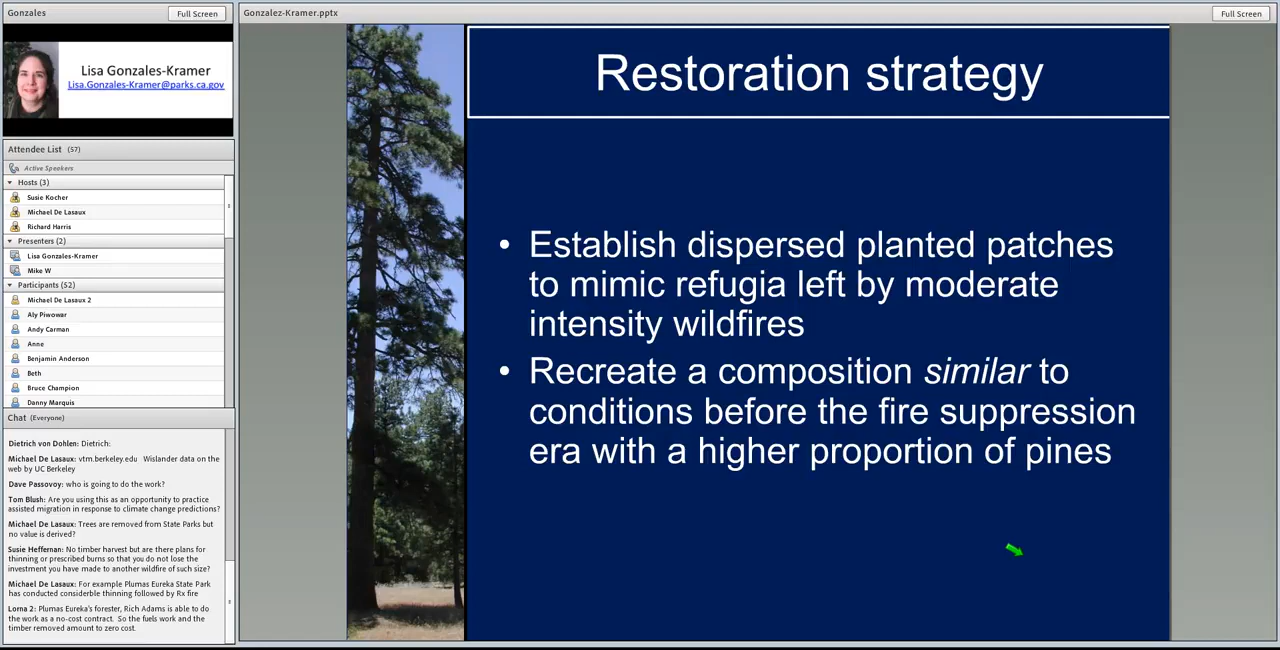 Gonzales
Full Screen
Lisa Gonzales-Kramer
Lisa.Gonzales-Kramer@parks.ca.gov
Attendee List (57)
Active Speakers
Hosts (3)
Susie Kocher
Michael De Lasaux
Richard Harris
Presenters (2)
Lisa Gonzales-Kramer
Mike W
Participants (52)
Michael De Lasaux 2
Aly Piwowar
Andy Carman
Anne
Benjamin Anderson
Beth
Bruce Champion
Danny Marquis
Chat (Everyone)
Dietrich von Dohlen: Dietrich:
Michael De Lasaux: vtm.berkeley.edu Wislander data on the
web by UC Berkeley
Dave Passovoy: who is going to do the work?
Tom Blush: Are you using this as an opportunity to practice
assisted migration in response to climate change predictions?
Michael De Lasaux: Trees are removed from State Parks but
no value is derived?
Susie Heffernan: No timber harvest but are there plans for
thinning or prescribed burns so that you do not lose the
investment you have made to another wildfire of such size?
Michael De Lasaux: For example Plumas Eureka State Park
has conducted considerble thinning followed by Rx fire
Lorna 2: Plumas Eureka's forester, Rich Adams is able to do
the work as a no-cost contract. So the fuels work and the
timber removed amount to zero cost.
Gonzalez-Kramer.pptx
Full Screen
Restoration strategy
• Establish dispersed planted patches
to mimic refugia left by moderate
intensity wildfires
• Recreate a composition similar to
conditions before the fire suppression
era with a higher proportion of pines